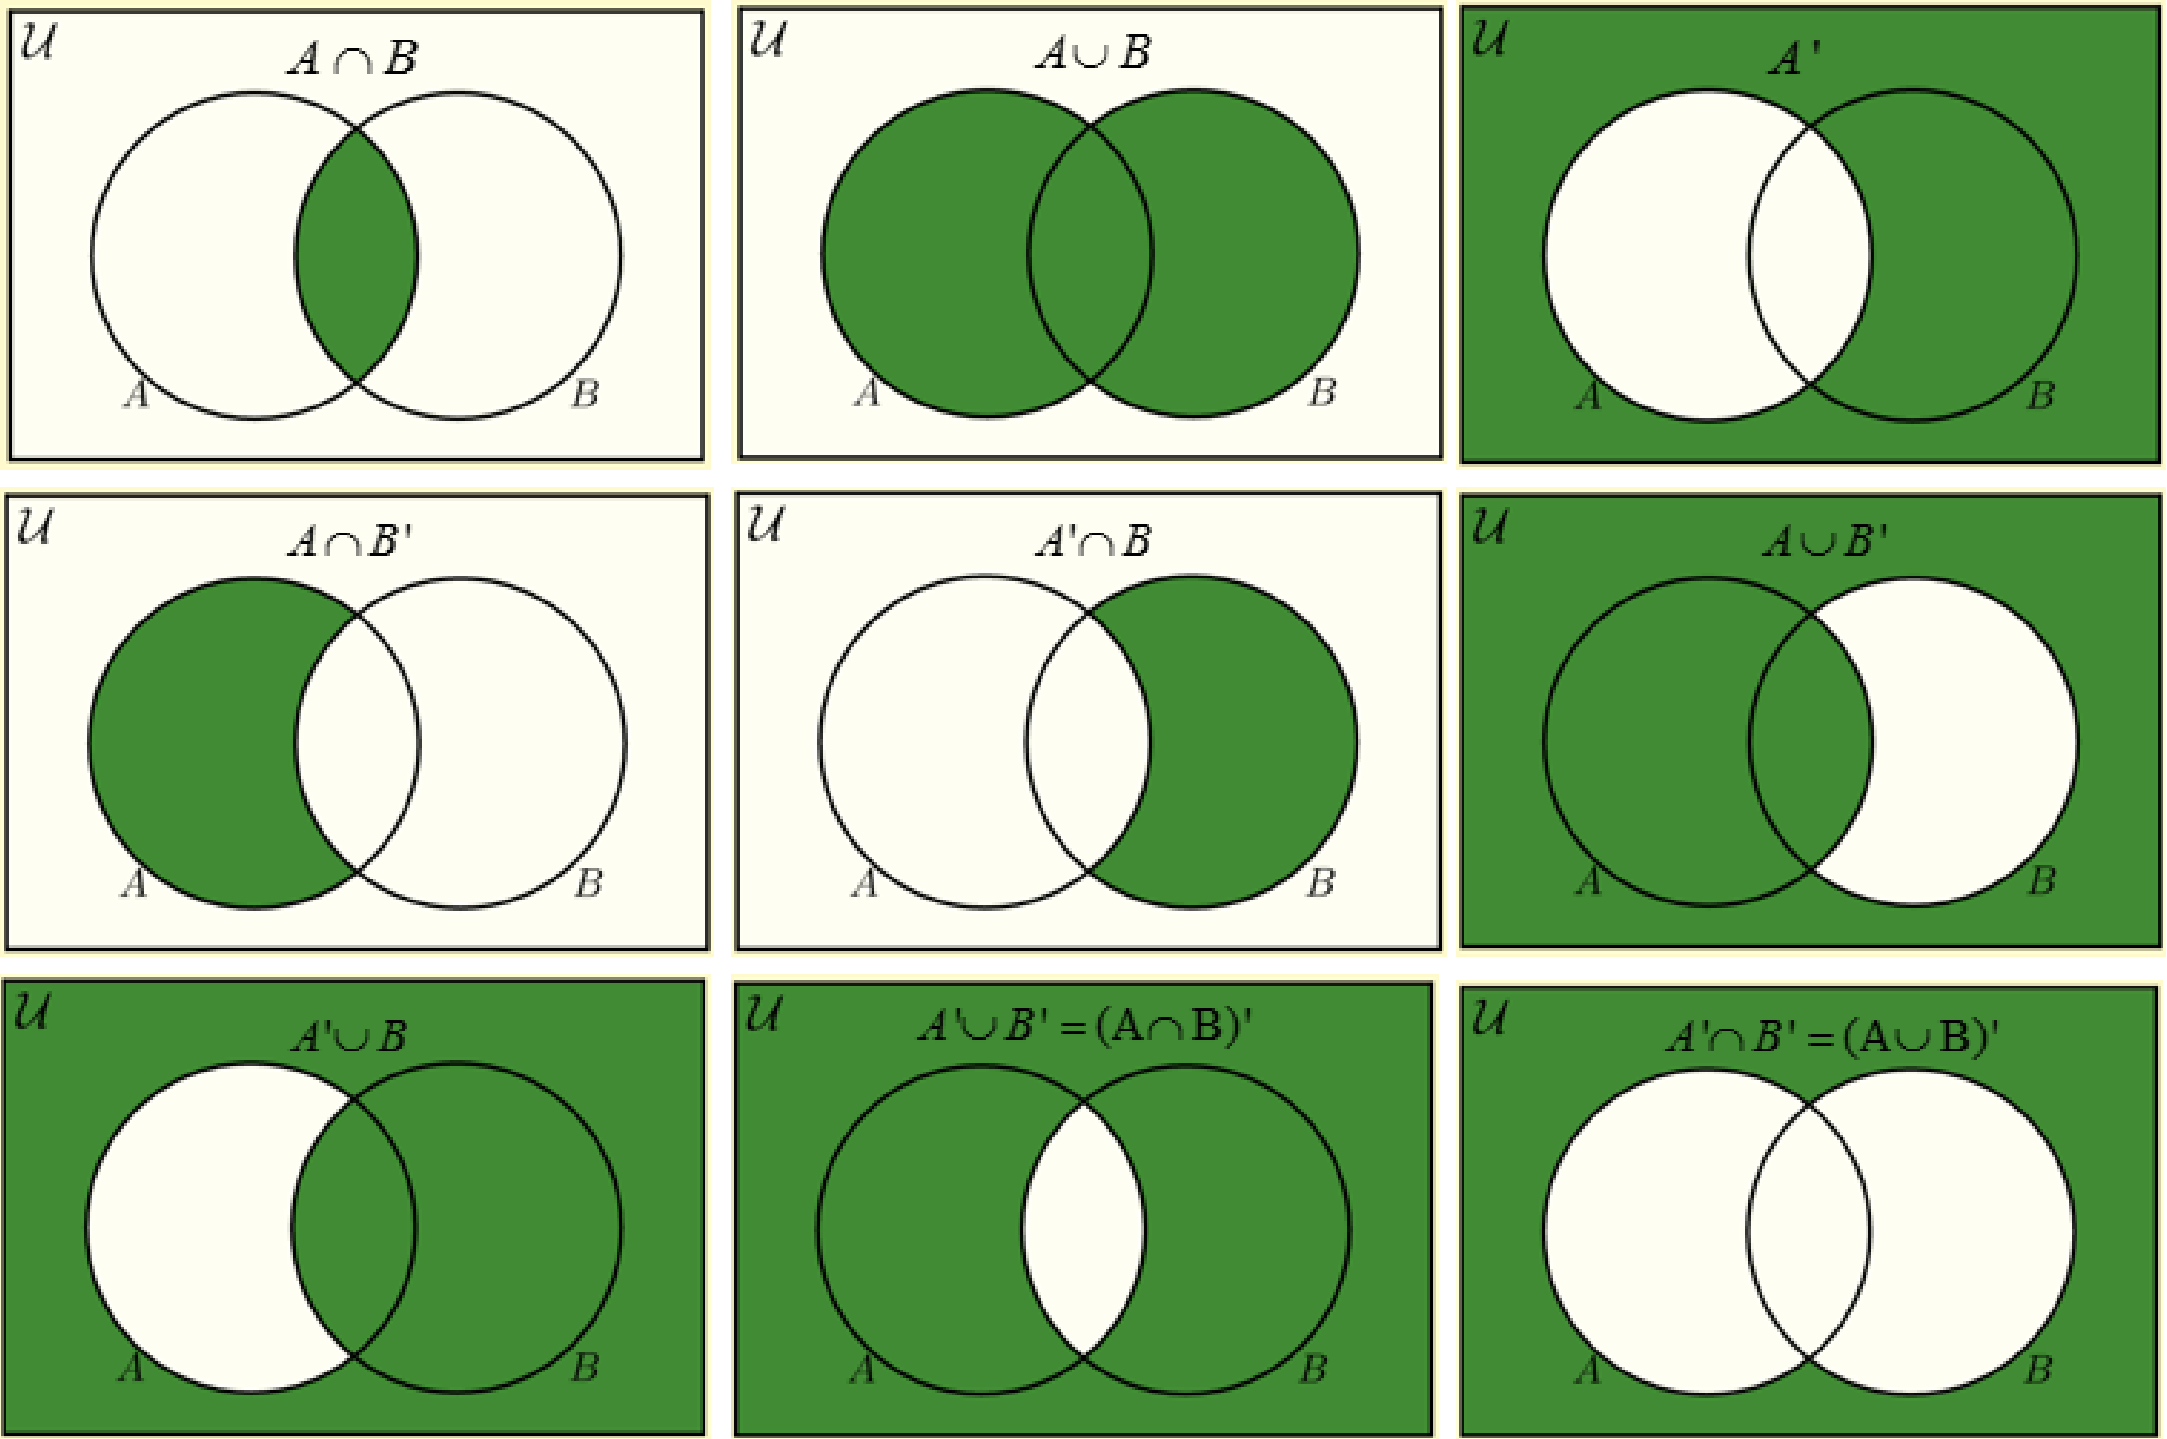 𝒰
A ∩ B
A B
𝒰
A ∪ B
A B
𝒰
A '
A B
𝒰
A ∩ B'
A B
𝒰
A' ∩ B
A B
𝒰
A ∪ B'
A B
𝒰
A' ∪ B
A B
𝒰
A' ∪ B' = (A ∩ B)'
A B
𝒰
A' ∩ B' = (A ∪ B)'
A B